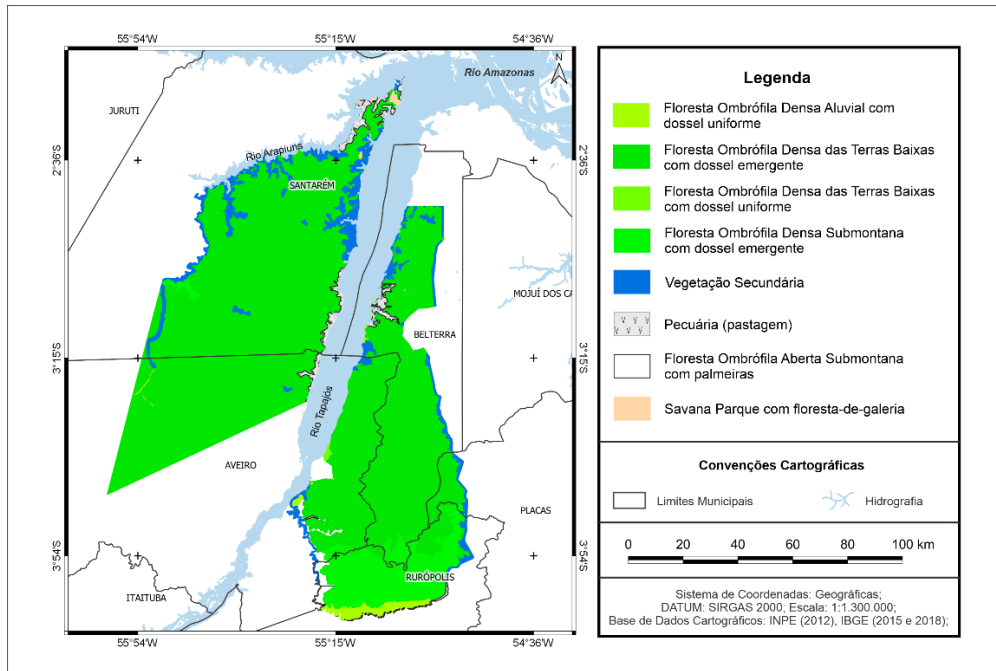 55°54'W
55°15'W
54°36'W
N
Rio Amazonas
JURUTI
Rio Arapiuns
2°36'S
2°36'S
SANTARÉM
MOJUÍ DOS CA
BELTERRA
3°15'S
3°15'S
Rio Tapajós
AVEIRO
PLACAS
3°54'S
3°54'S
RURÓPOLIS
ITAITUBA
55°54'W
55°15'W
54°36'W
Legenda
Floresta Ombrófila Densa Aluvial com
dossel uniforme
Floresta Ombrófila Densa das Terras Baixas
com dossel emergente
Floresta Ombrófila Densa das Terras Baixas
com dossel uniforme
Floresta Ombrófila Densa Submontana
com dossel emergente
Vegetação Secundária
Pecuária (pastagem)
Floresta Ombrófila Aberta Submontana
com palmeiras
Savana Parque com floresta-de-galeria
Convenções Cartográficas
Limites Municipais
Hidrografia
0 20 40 60 80 100 km
Sistema de Coordenadas: Geográficas;
DATUM: SIRGAS 2000; Escala: 1:1.300.000;
Base de Dados Cartográficos: INPE (2012), IBGE (2015 e 2018);